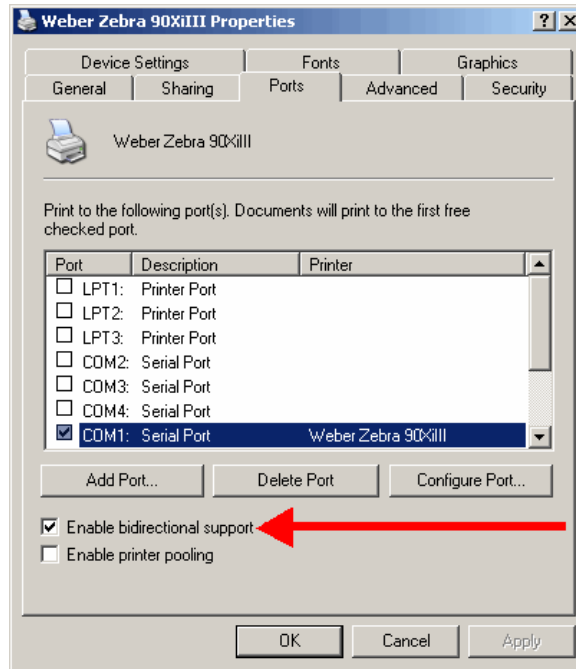 Weber Zebra 90XiIII Properties ? x
Device Settings Fonts Graphics
General Sharing Ports Advanced Security
Weber Zebra 90XiIII
Print to the following port(s). Documents will print to the first free
checked port.
Port Description Printer
LPT1: Printer Port
LPT2: Printer Port
LPT3: Printer Port
COM2: Serial Port
COM3: Serial Port
COM4: Serial Port
COM1: Serial Port Weber Zebra 90XiIII
Add Port... Delete Port Configure Port...
Enable bidirectional support
Enable printer pooling
OK Cancel Apply